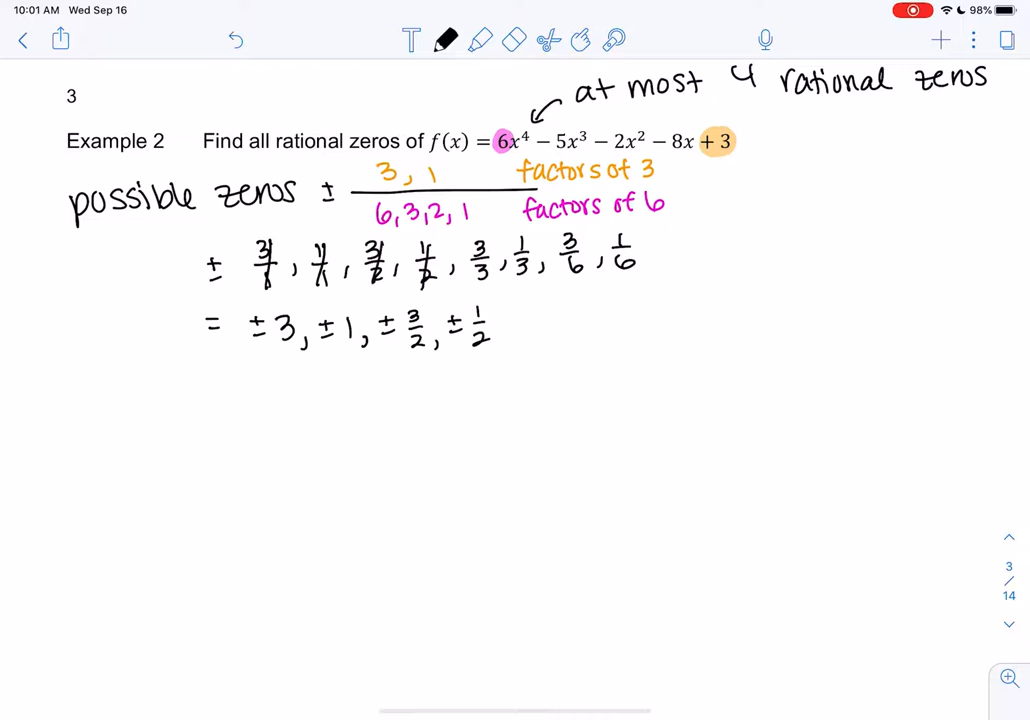 10:01 AM Wed Sep 16 98%
T
at most 4 rational zeros
3
Example 2 Find all rational zeros of f(x) = 6x⁴ − 5x³ − 2x² − 8x + 3
possible zeros ± 3, 1 factors of 3
6, 3, 2, 1 factors of 6
± 3/1, 1/1, 3/2, 1/2, 3/3, 1/3, 3/6, 1/6
= ±3, ±1, ±3/2, ±1/2
3
/
14